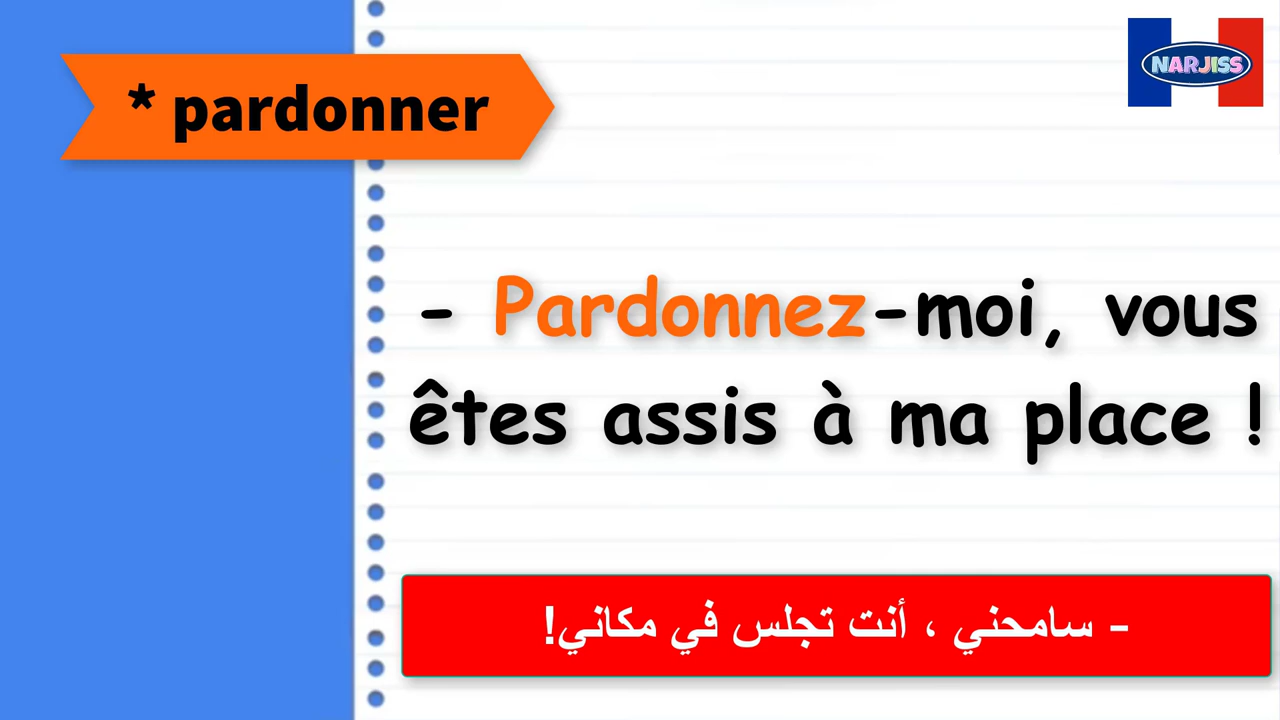 * pardonner
NARJISS
- Pardonnez-moi, vous
êtes assis à ma place !
- سامحني ، أنت تجلس في مكاني!